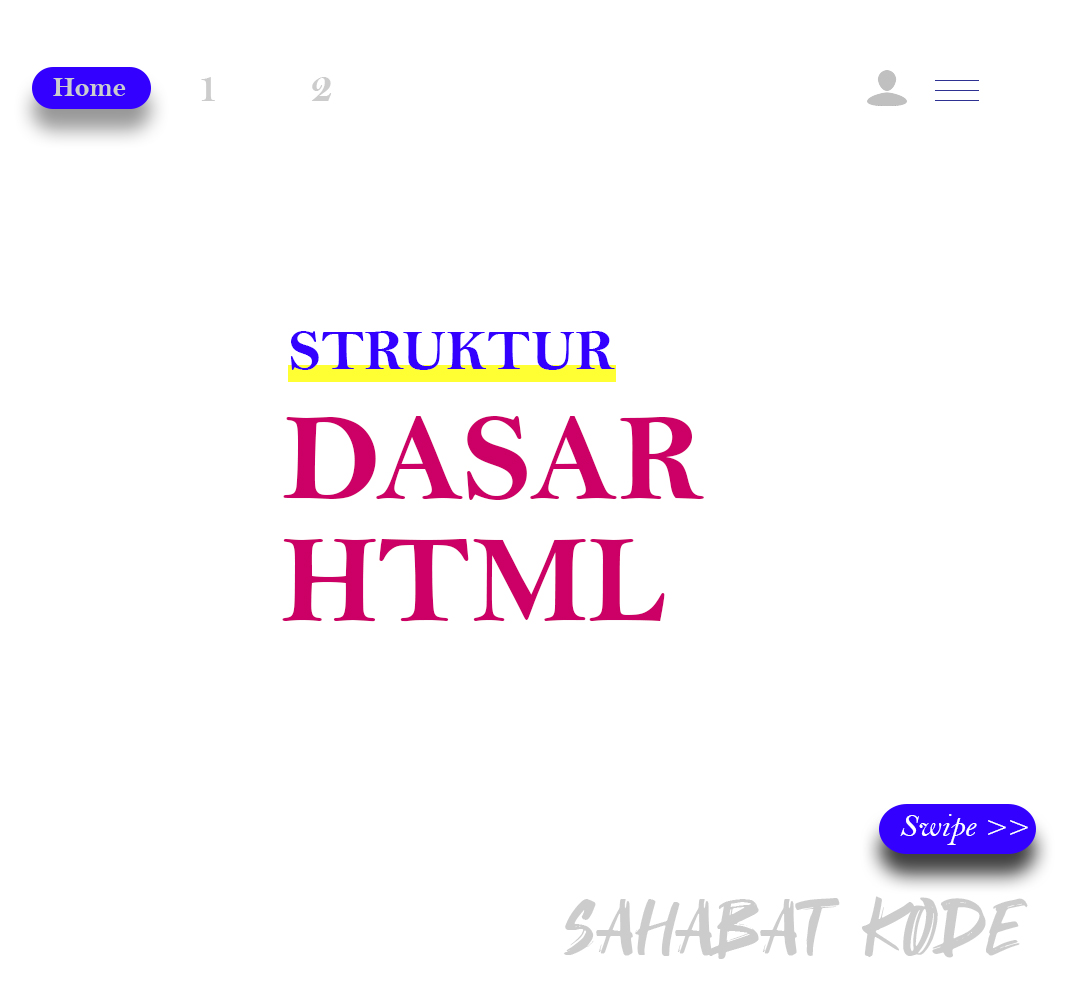 Home 1 2
STRUKTUR
DASAR
HTML
Swipe >>
SAHABAT KODE